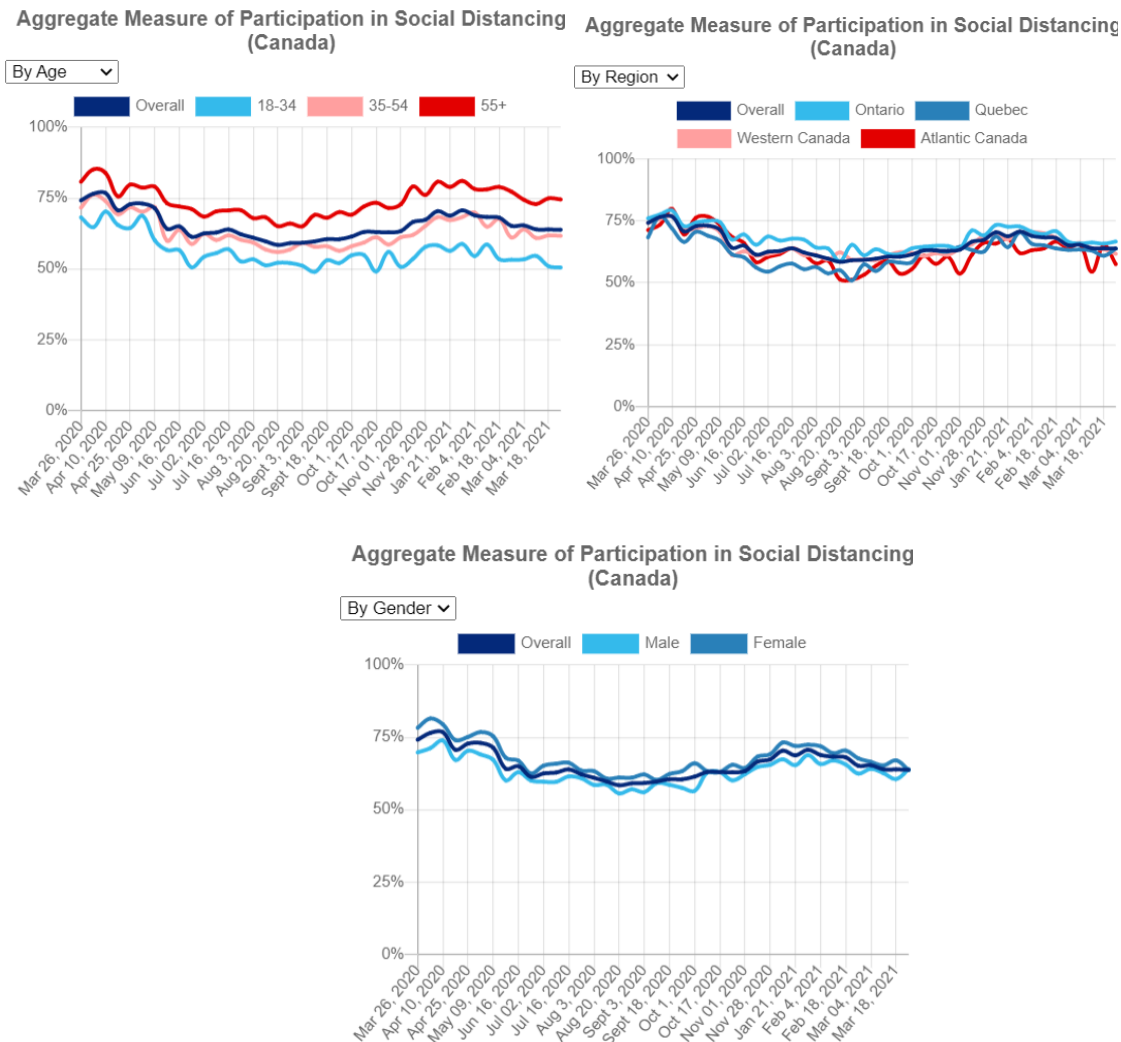 Aggregate Measure of Participation in Social Distancing
(Canada)
By Age
Overall 18-34 35-54 55+
100%
75%
50%
25%
0%
Mar 26, 2020
Apr 10, 2020
Apr 25, 2020
May 09, 2020
Jun 16, 2020
Jul 02, 2020
Jul 16, 2020
Aug 3, 2020
Aug 20, 2020
Sept 3, 2020
Sept 18, 2020
Oct 1, 2020
Oct 17, 2020
Nov 01, 2020
Nov 28, 2020
Jan 21, 2021
Feb 4, 2021
Feb 18, 2021
Mar 04, 2021
Mar 18, 2021
Aggregate Measure of Participation in Social Distancing
(Canada)
By Region
Overall Ontario Quebec
Western Canada Atlantic Canada
100%
75%
50%
25%
0%
Mar 26, 2020
Apr 10, 2020
Apr 25, 2020
May 09, 2020
Jun 16, 2020
Jul 02, 2020
Jul 16, 2020
Aug 3, 2020
Aug 20, 2020
Sept 3, 2020
Sept 18, 2020
Oct 1, 2020
Oct 17, 2020
Nov 01, 2020
Nov 28, 2020
Jan 21, 2021
Feb 4, 2021
Feb 18, 2021
Mar 04, 2021
Mar 18, 2021
Aggregate Measure of Participation in Social Distancing
(Canada)
By Gender
Overall Male Female
100%
75%
50%
25%
0%
Mar 26, 2020
Apr 10, 2020
Apr 25, 2020
May 09, 2020
Jun 16, 2020
Jul 02, 2020
Jul 16, 2020
Aug 3, 2020
Aug 20, 2020
Sept 3, 2020
Sept 18, 2020
Oct 1, 2020
Oct 17, 2020
Nov 01, 2020
Nov 28, 2020
Jan 21, 2021
Feb 4, 2021
Feb 18, 2021
Mar 04, 2021
Mar 18, 2021